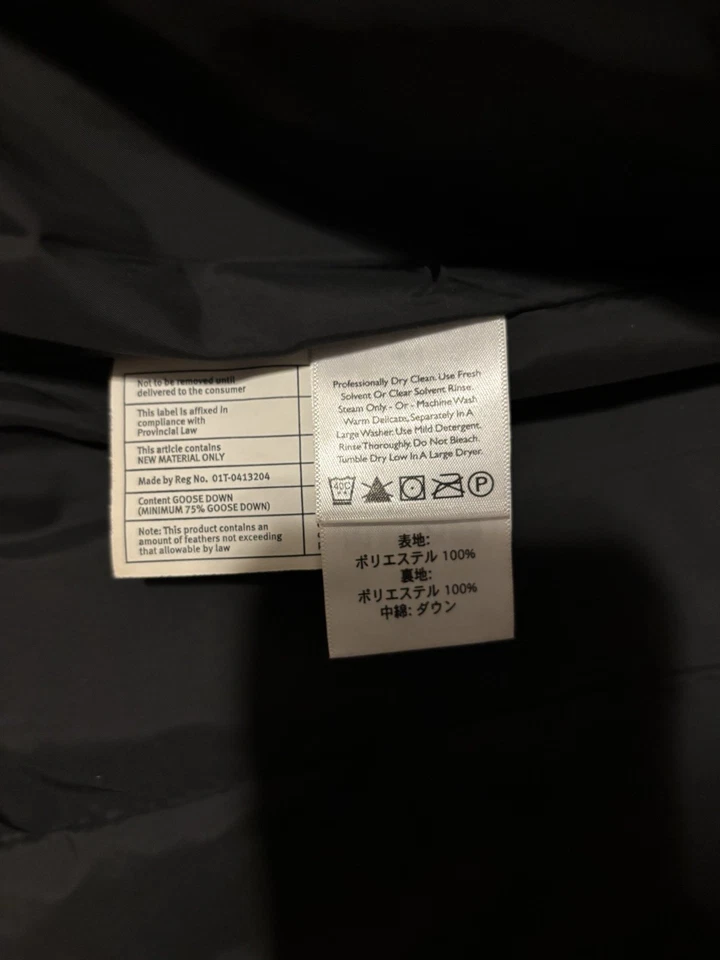 Not to be removed until
delivered to the consumer
This label is affixed in
compliance with
Provincial Law
This article contains
NEW MATERIAL ONLY
Made by Reg No. 01T-0413204
Content GOOSE DOWN
(MINIMUM 75% GOOSE DOWN)
Note: This product contains an
amount of feathers not exceeding
that allowable by law
Professionally Dry Clean. Use Fresh
Solvent Or Clear Solvent Rinse.
Steam Only - Or - Machine Wash
Warm Delicate, Separately In A
Large Washer. Use Mild Detergent.
Rinse Thoroughly. Do Not Bleach.
Tumble Dry Low In A Large Dryer.
40C P
表地:
ポリエステル 100%
裏地:
ポリエステル 100%
中綿: ダウン